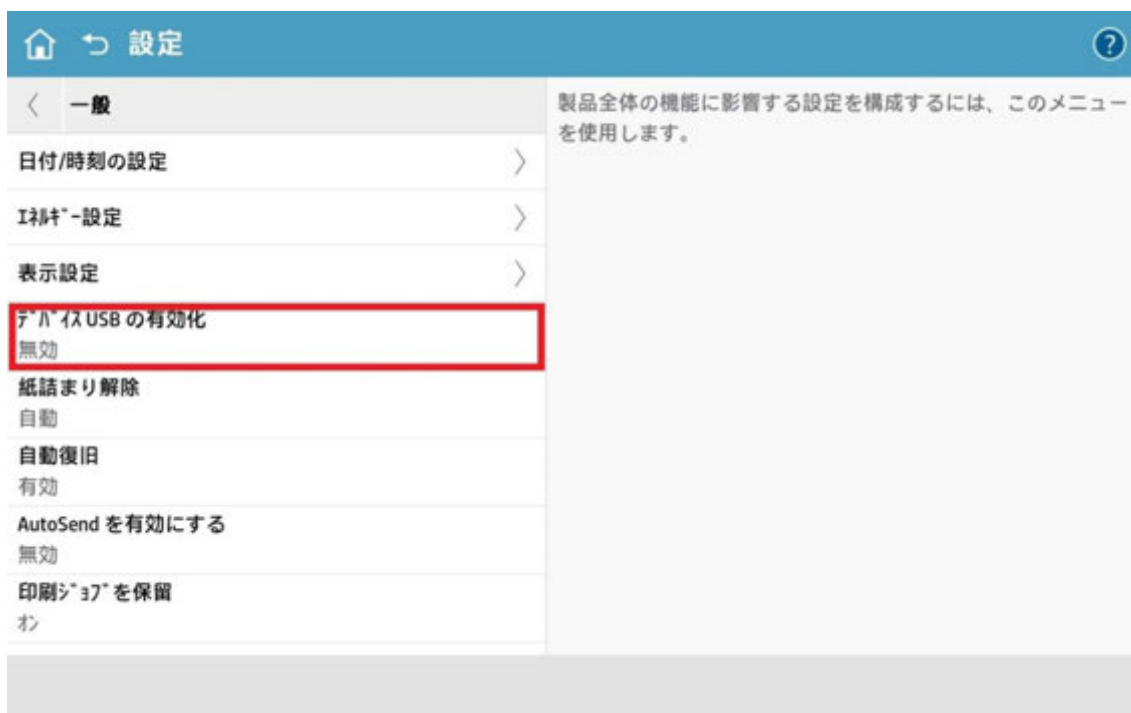 設定
?
一般
日付/時刻の設定
ｴﾈﾙｷﾞｰ設定
表示設定
ﾃﾞﾊﾞｲｽ USB の有効化
無効
紙詰まり解除
自動
自動復旧
有効
AutoSend を有効にする
無効
印刷ｼﾞｮﾌﾞを保留
ｵﾝ
製品全体の機能に影響する設定を構成するには、このメニュー
を使用します。